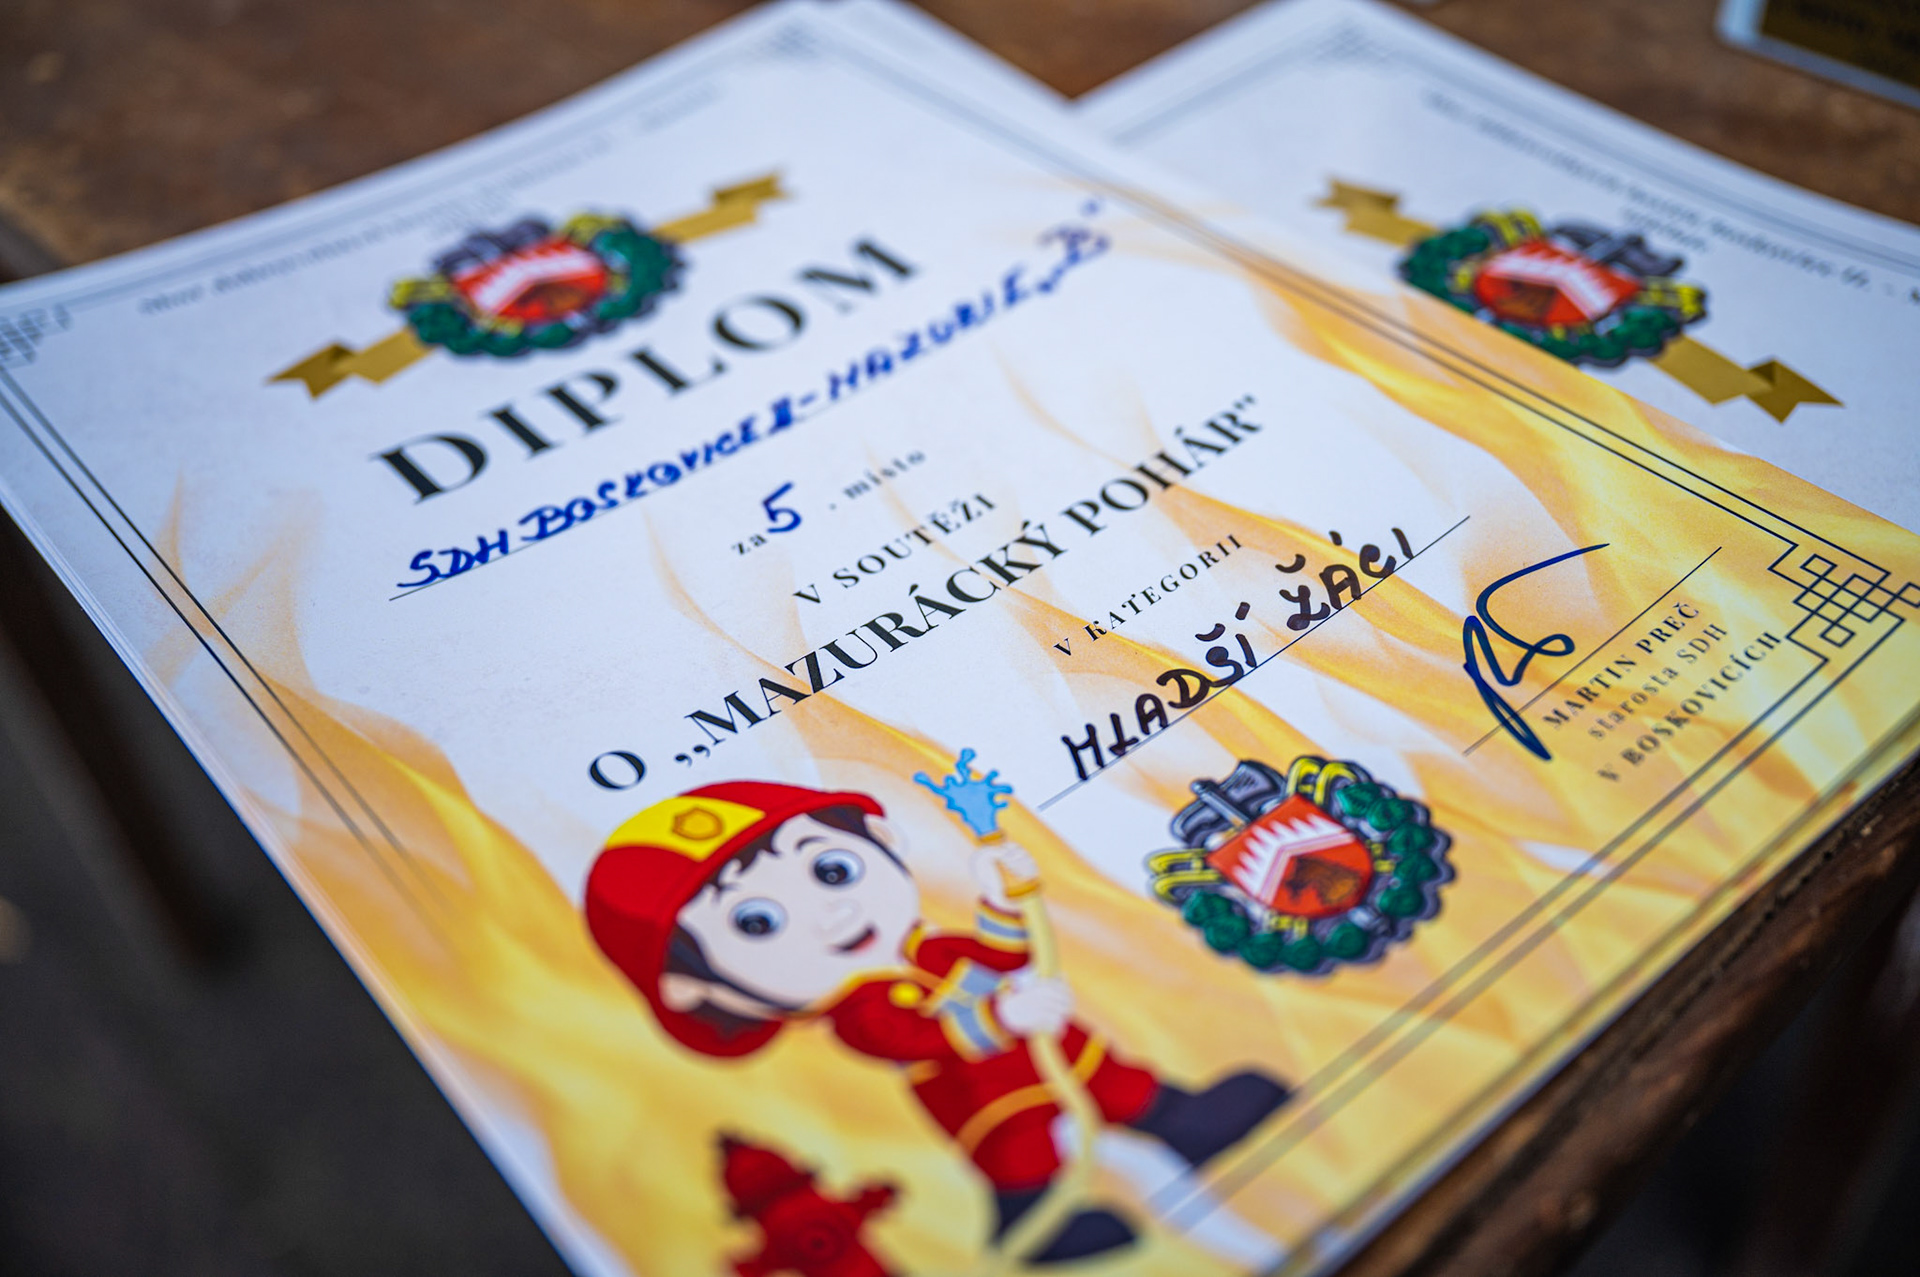 DIPLOM
SDH BOSKOVICE - MAZURIE „B"
za 5 . místo
V SOUTĚŽI
O „MAZURÁCKÝ POHÁR"
V KATEGORII
MLADŠÍ ŽÁCI
MARTIN PREČ
starosta SDH
V BOSKOVICÍCH